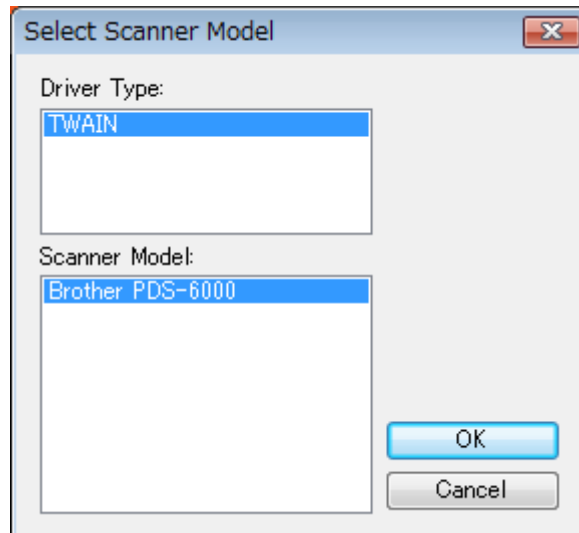 Select Scanner Model
Driver Type:
TWAIN
Scanner Model:
Brother PDS-6000
OK
Cancel